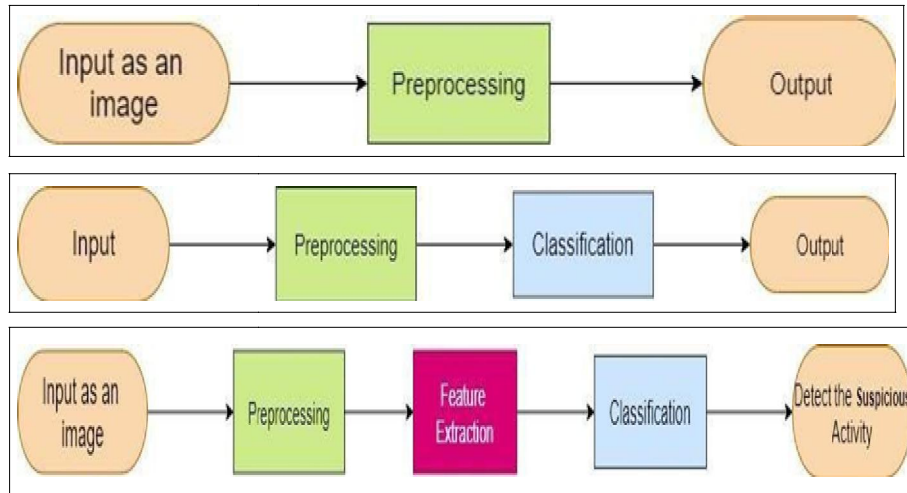 Input as an
image
Preprocessing
Output
Input
Preprocessing
Classification
Output
Input as an
image
Preprocessing
Feature
Extraction
Classification
Detect the Suspicious
Activity